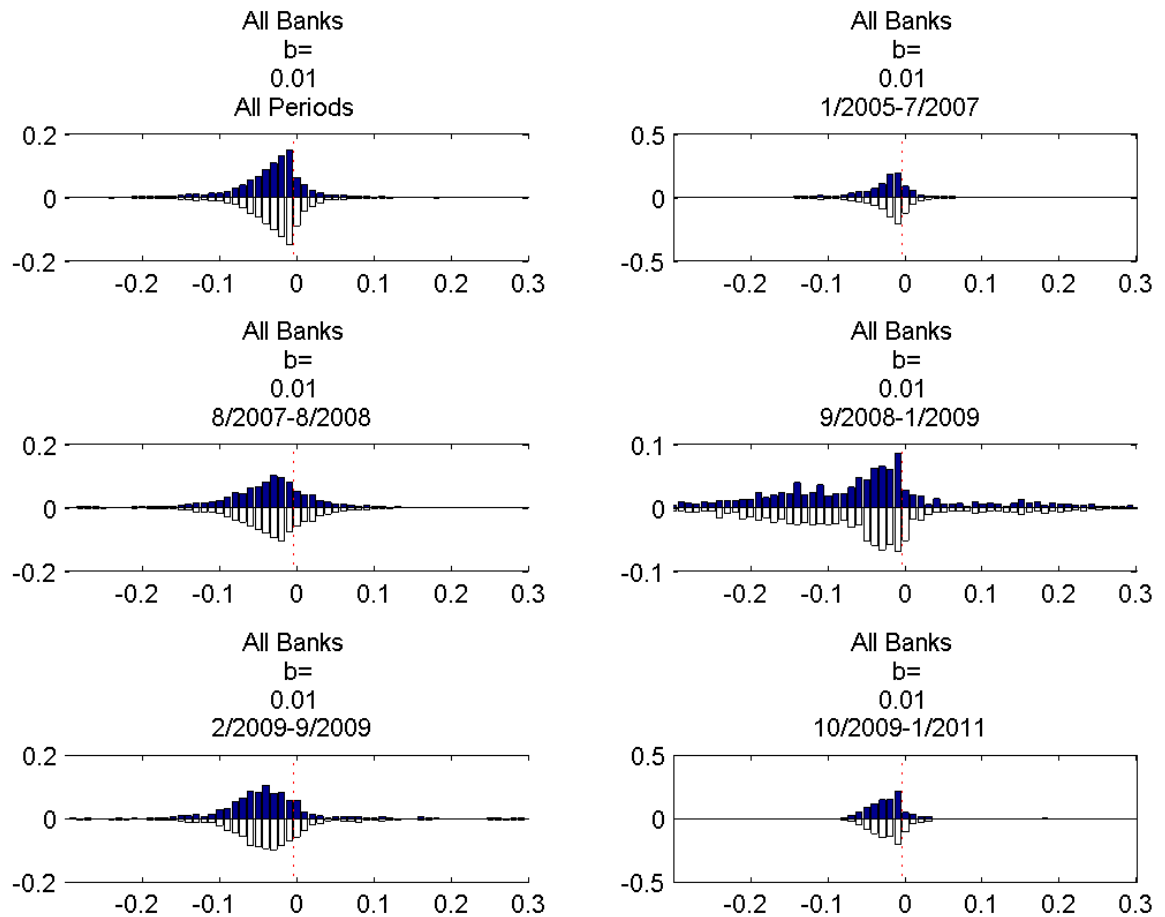 All Banks
b=
0.01
All Periods
0.2
0
-0.2
-0.2 -0.1 0 0.1 0.2 0.3
All Banks
b=
0.01
1/2005-7/2007
0.5
0
-0.5
-0.2 -0.1 0 0.1 0.2 0.3
All Banks
b=
0.01
8/2007-8/2008
0.2
0
-0.2
-0.2 -0.1 0 0.1 0.2 0.3
All Banks
b=
0.01
9/2008-1/2009
0.1
0
-0.1
-0.2 -0.1 0 0.1 0.2 0.3
All Banks
b=
0.01
2/2009-9/2009
0.2
0
-0.2
-0.2 -0.1 0 0.1 0.2 0.3
All Banks
b=
0.01
10/2009-1/2011
0.5
0
-0.5
-0.2 -0.1 0 0.1 0.2 0.3